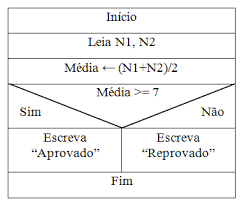 Início
Leia N1, N2
Média ← (N1+N2)/2
Média >= 7
Sim Não
Escreva Escreva
“Aprovado” “Reprovado”
Fim